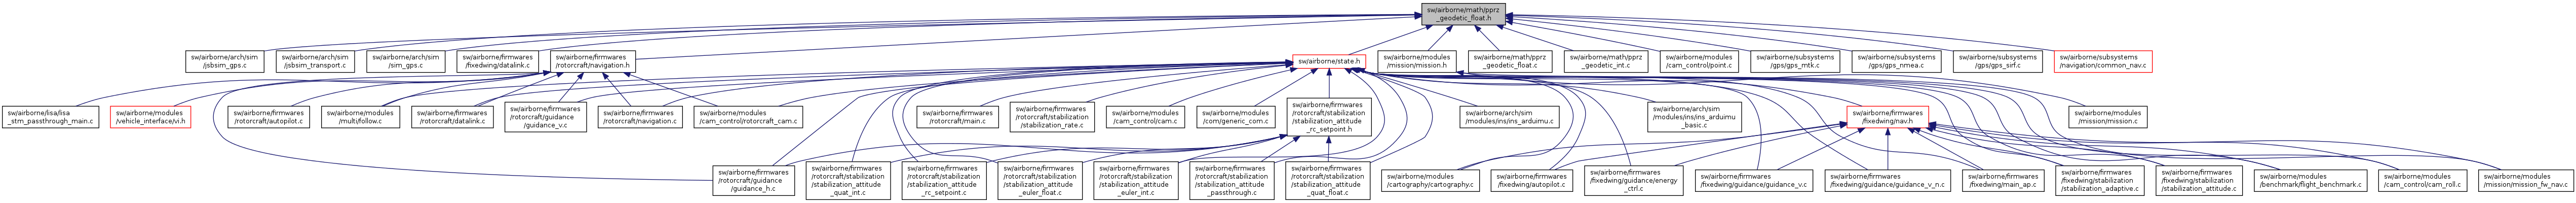 sw/airborne/math/pprz
_geodetic_float.h
sw/airborne/arch/sim
/jsbsim_gps.c
sw/airborne/arch/sim
/jsbsim_transport.c
sw/airborne/arch/sim
/sim_gps.c
sw/airborne/firmwares
/fixedwing/datalink.c
sw/airborne/firmwares
/rotorcraft/navigation.h
sw/airborne/state.h
sw/airborne/modules
/mission/mission.h
sw/airborne/math/pprz
_geodetic_float.c
sw/airborne/math/pprz
_geodetic_int.c
sw/airborne/modules
/cam_control/point.c
sw/airborne/subsystems
/gps/gps_mtk.c
sw/airborne/subsystems
/gps/gps_nmea.c
sw/airborne/subsystems
/gps/gps_sirf.c
sw/airborne/subsystems
/navigation/common_nav.c
sw/airborne/lisa/lisa
_stm_passthrough_main.c
sw/airborne/modules
/vehicle_interface/vi.h
sw/airborne/firmwares
/rotorcraft/autopilot.c
sw/airborne/modules
/multi/follow.c
sw/airborne/firmwares
/rotorcraft/datalink.c
sw/airborne/firmwares
/rotorcraft/guidance
/guidance_v.c
sw/airborne/firmwares
/rotorcraft/navigation.c
sw/airborne/modules
/cam_control/rotorcraft_cam.c
sw/airborne/firmwares
/rotorcraft/main.c
sw/airborne/firmwares
/rotorcraft/stabilization
/stabilization_rate.c
sw/airborne/modules
/cam_control/cam.c
sw/airborne/modules
/com/generic_com.c
sw/airborne/firmwares
/rotorcraft/stabilization
/stabilization_attitude
_rc_setpoint.h
sw/airborne/arch/sim
/modules/ins/ins_arduimu.c
sw/airborne/arch/sim
/modules/ins/ins_arduimu
_basic.c
sw/airborne/firmwares
/fixedwing/nav.h
sw/airborne/modules
/mission/mission.c
sw/airborne/firmwares
/rotorcraft/guidance
/guidance_h.c
sw/airborne/firmwares
/rotorcraft/stabilization
/stabilization_attitude
_quat_int.c
sw/airborne/firmwares
/rotorcraft/stabilization
/stabilization_attitude
_rc_setpoint.c
sw/airborne/firmwares
/rotorcraft/stabilization
/stabilization_attitude
_euler_float.c
sw/airborne/firmwares
/rotorcraft/stabilization
/stabilization_attitude
_euler_int.c
sw/airborne/firmwares
/rotorcraft/stabilization
/stabilization_attitude
_passthrough.c
sw/airborne/firmwares
/rotorcraft/stabilization
/stabilization_attitude
_quat_float.c
sw/airborne/modules
/cartography/cartography.c
sw/airborne/firmwares
/fixedwing/autopilot.c
sw/airborne/firmwares
/fixedwing/guidance/energy
_ctrl.c
sw/airborne/firmwares
/fixedwing/guidance/guidance_v.c
sw/airborne/firmwares
/fixedwing/guidance/guidance_v_n.c
sw/airborne/firmwares
/fixedwing/main_ap.c
sw/airborne/firmwares
/fixedwing/stabilization
/stabilization_adaptive.c
sw/airborne/firmwares
/fixedwing/stabilization
/stabilization_attitude.c
sw/airborne/modules
/benchmark/flight_benchmark.c
sw/airborne/modules
/cam_control/cam_roll.c
sw/airborne/modules
/mission/mission_fw_nav.c